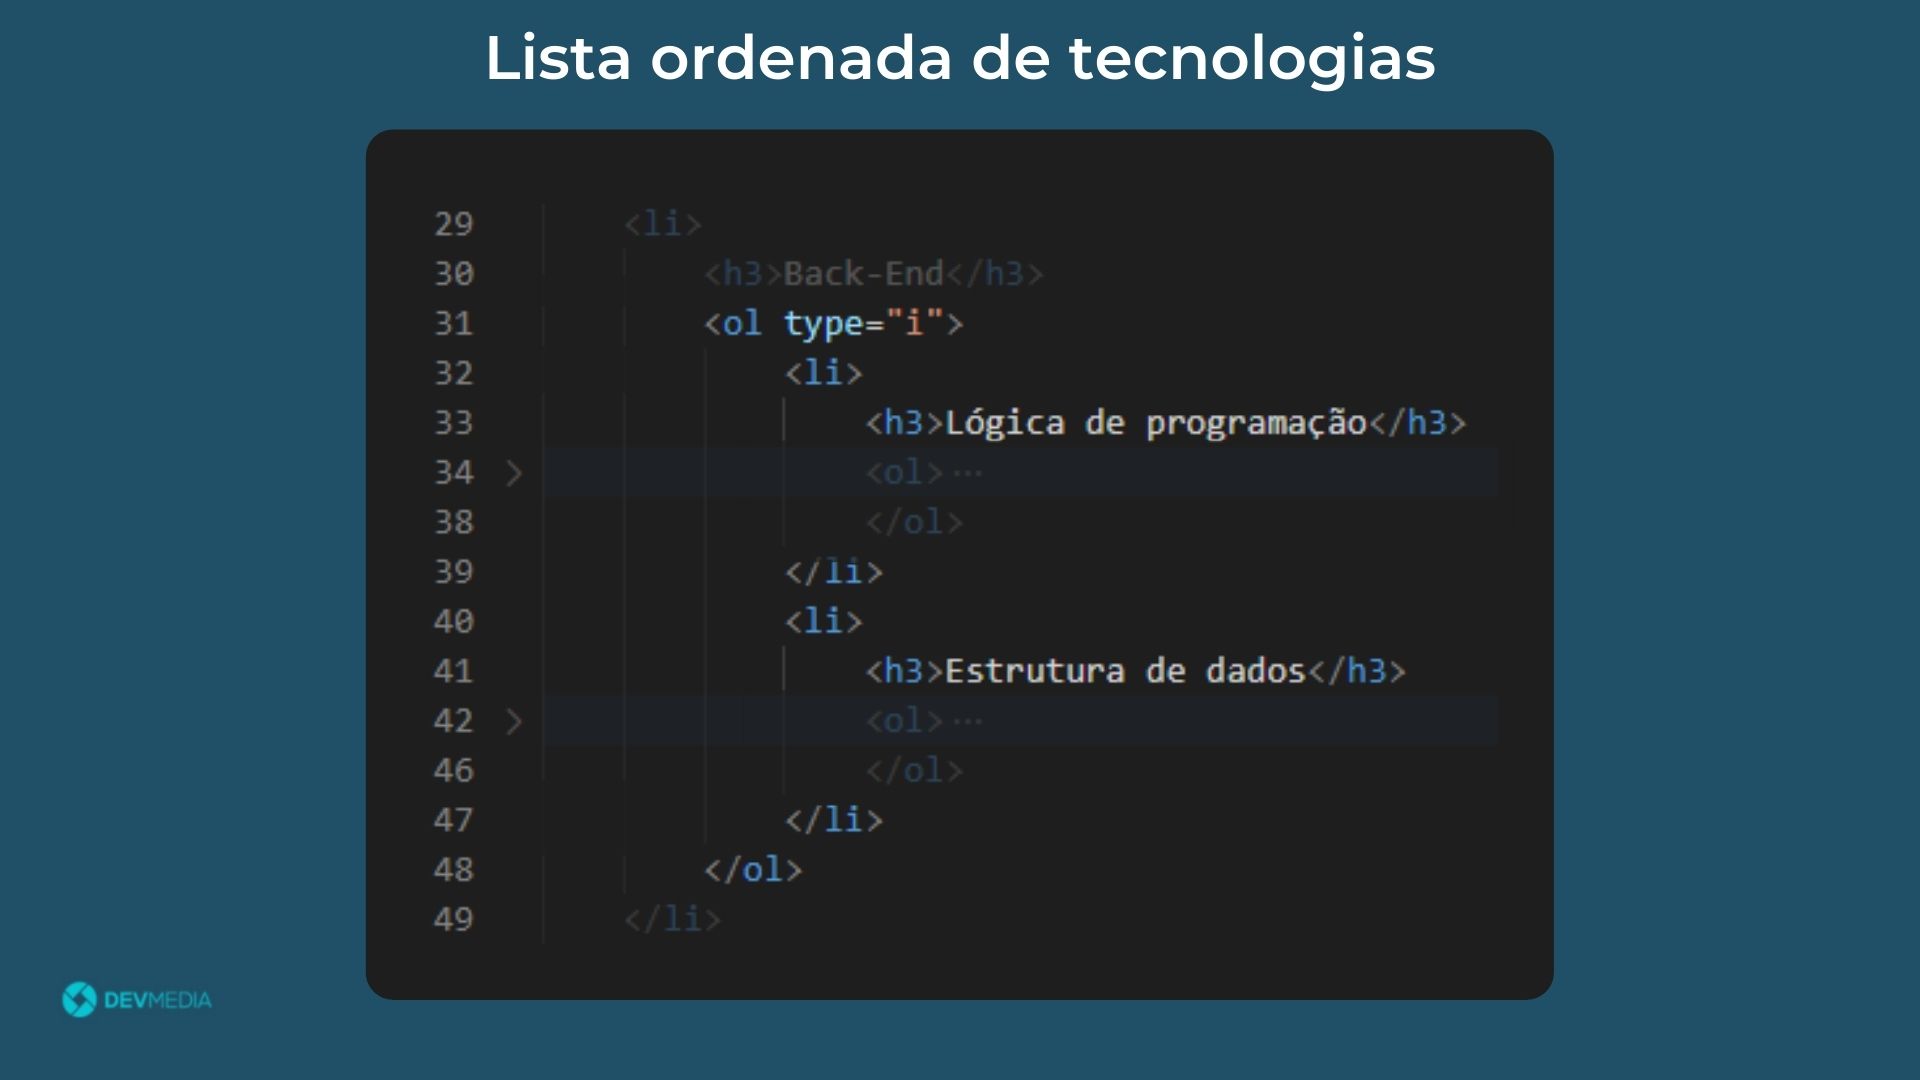 Lista ordenada de tecnologias
29 <li>
30 <h3>Back-End</h3>
31 <ol type="i">
32 <li>
33 <h3>Lógica de programação</h3>
34 > <ol>···
38 </ol>
39 </li>
40 <li>
41 <h3>Estrutura de dados</h3>
42 > <ol>···
46 </ol>
47 </li>
48 </ol>
49 </li>
DEVMEDIA